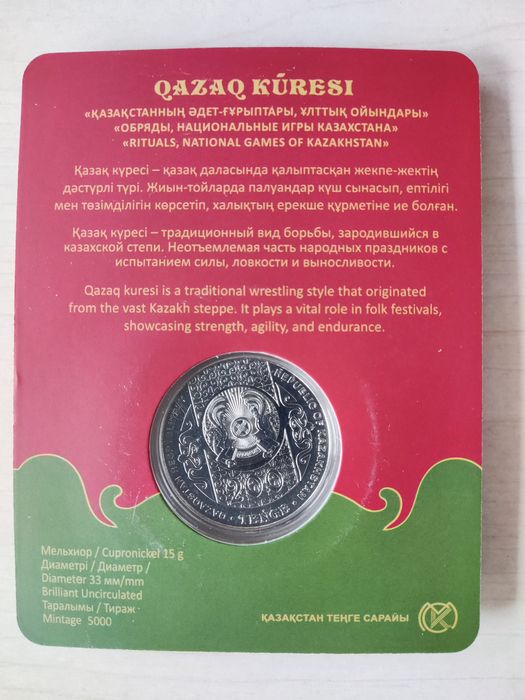 QAZAQ KÚRESI
«ҚАЗАҚСТАННЫҢ ӘДЕТ-ҒҰРЫПТАРЫ, ҰЛТТЫҚ ОЙЫНДАРЫ»
«ОБРЯДЫ, НАЦИОНАЛЬНЫЕ ИГРЫ КАЗАХСТАНА»
«RITUALS, NATIONAL GAMES OF KAZAKHSTAN»
Қазақ күресі – қазақ даласында қалыптасқан жекпе-жектің
дәстүрлі түрі. Жиын-тойларда палуандар күш сынасып, ептілігі
мен төзімділігін көрсетіп, халықтың ерекше құрметіне ие болған.
Қазақ күресі – традиционный вид борьбы, зародившийся в
казахской степи. Неотъемлемая часть народных праздников с
испытанием силы, ловкости и выносливости.
Qazaq kuresi is a traditional wrestling style that originated
from the vast Kazakh steppe. It plays a vital role in folk festivals,
showcasing strength, agility, and endurance.
REPUBLIC OF KAZAKHSTAN
200
TENGE
Мельхиор / Cupronickel 15 g
Диаметрі / Диаметр /
Diameter 33 мм/mm
Brilliant Uncirculated
Таралымы / Тираж
Mintage 5000
ҚАЗАҚСТАН ТЕҢГЕ САРАЙЫ